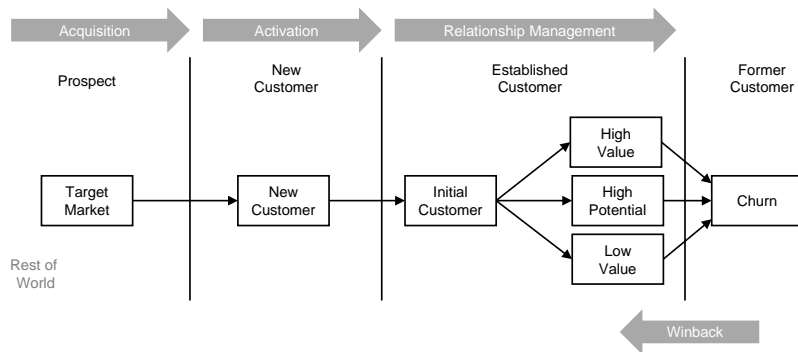 Acquisition
Activation
Relationship Management
Prospect
New
Customer
Established
Customer
Former
Customer
Target
Market
New
Customer
Initial
Customer
High
Value
High
Potential
Low
Value
Churn
Rest of
World
Winback